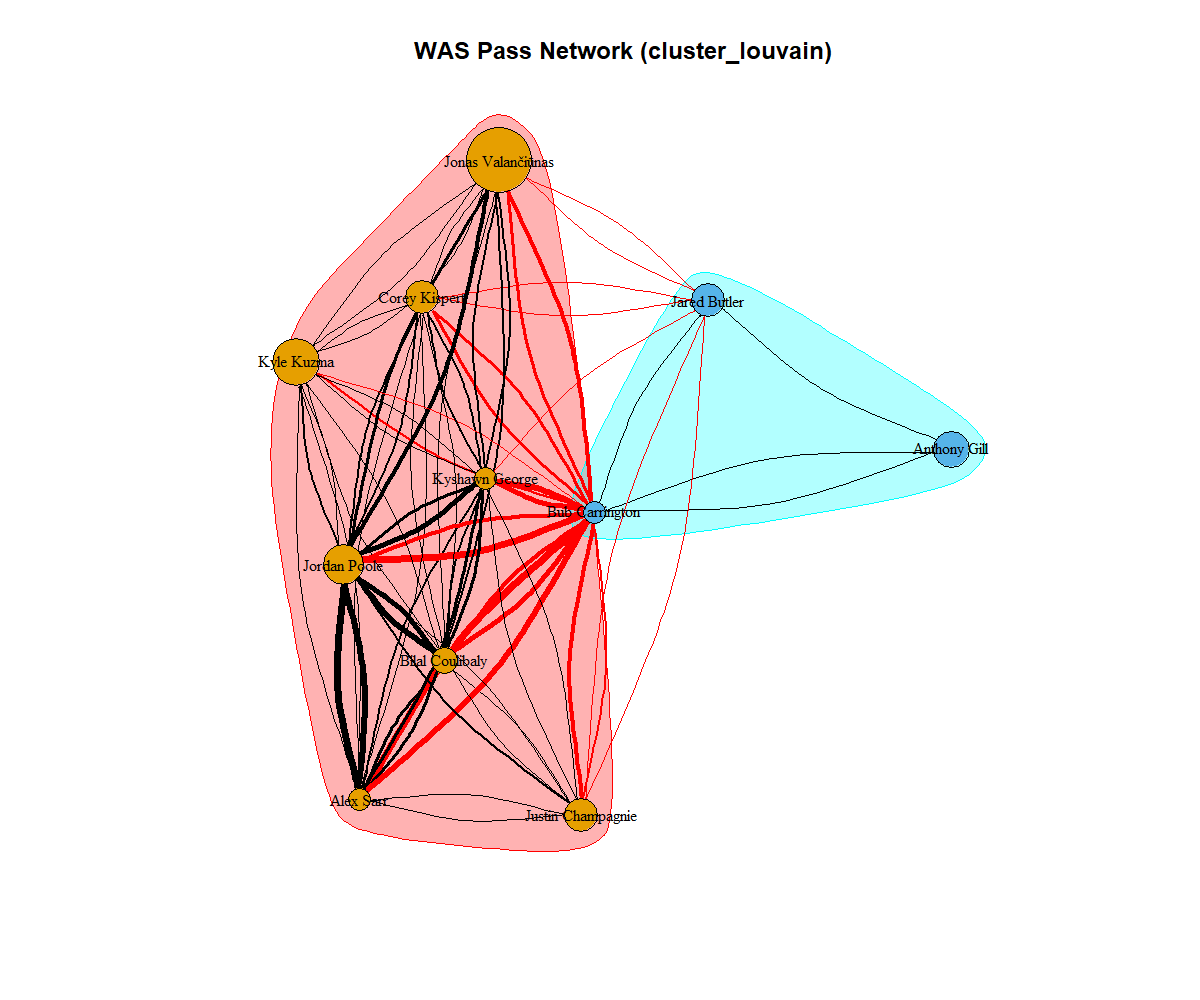 WAS Pass Network (cluster_louvain)
Jonas Valančiūnas
Corey Kispert
Jared Butler
Kyle Kuzma
Anthony Gill
Kyshawn George
Bub Carrington
Jordan Poole
Bilal Coulibaly
Alex Sarr
Justin Champagnie